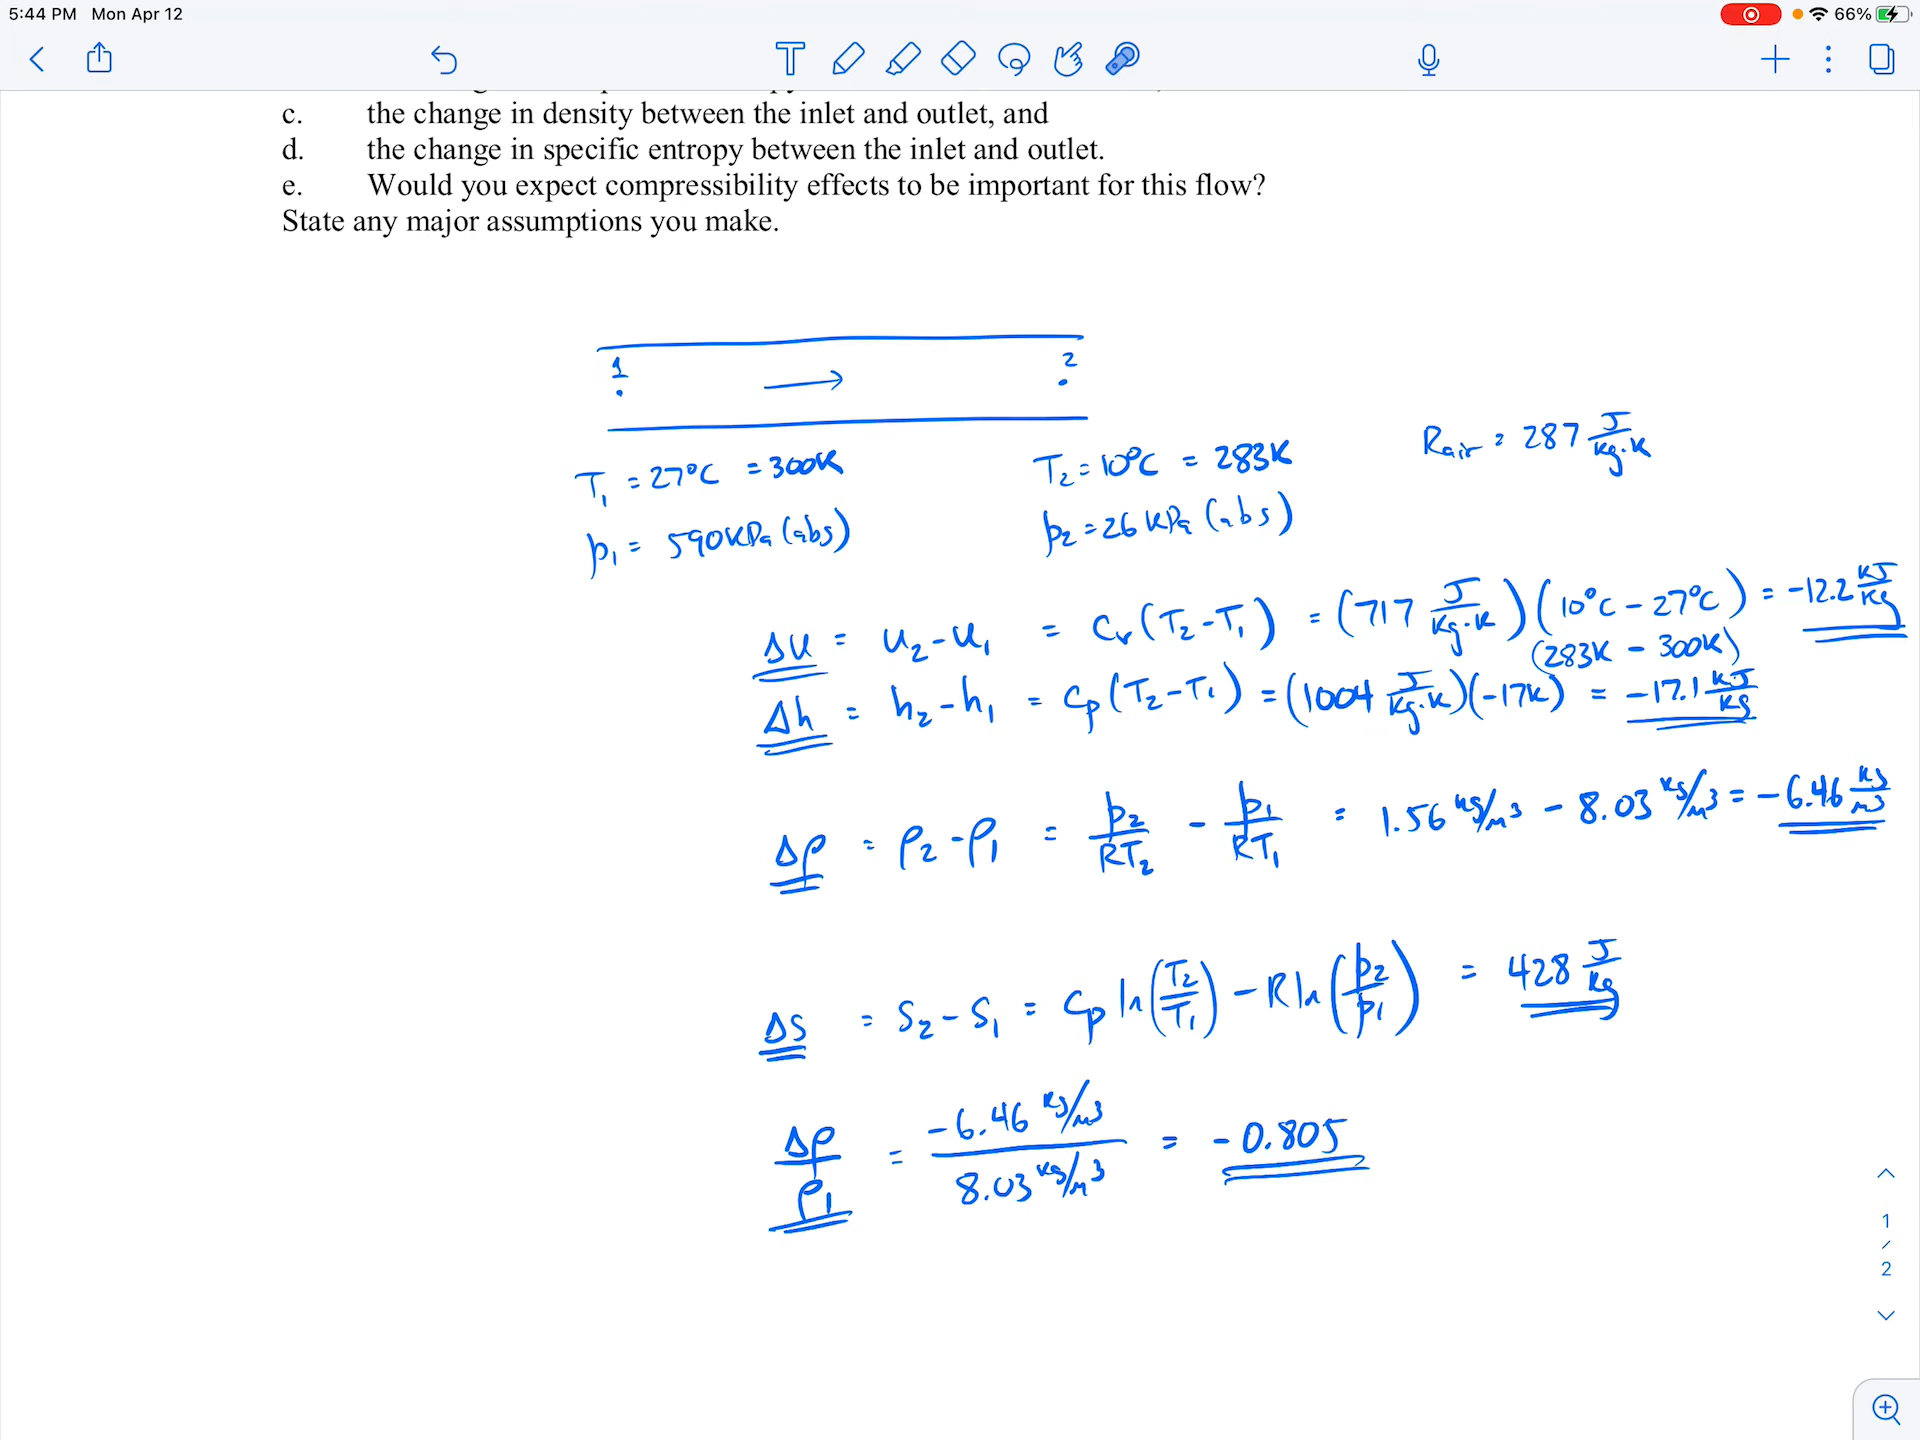 5:44 PM Mon Apr 12
66%
c. the change in density between the inlet and outlet, and
d. the change in specific entropy between the inlet and outlet.
e. Would you expect compressibility effects to be important for this flow?
State any major assumptions you make.
1 → 2
T₁ = 27°C = 300K
T₂ = 10°C = 283K
R_air = 287 J/kg·K
p₁ = 590kPa (abs)
p₂ = 26 kPa (abs)
Δu = u₂ - u₁ = Cv (T₂ - T₁) = (717 J/kg·K) (10°C - 27°C) = -12.2 kJ/kg
(283K - 300K)
Δh = h₂ - h₁ = Cp (T₂ - T₁) = (1004 J/kg·K)(-17K) = -17.1 kJ/kg
Δρ = ρ₂ - ρ₁ = p₂/RT₂ - p₁/RT₁ = 1.56 kg/m³ - 8.03 kg/m³ = -6.46 kg/m³
Δs = s₂ - s₁ = Cp ln(T₂/T₁) - R ln(p₂/p₁) = 428 J/kg
Δρ/ρ₁ = -6.46 kg/m³ / 8.03 kg/m³ = -0.805
1
/
2